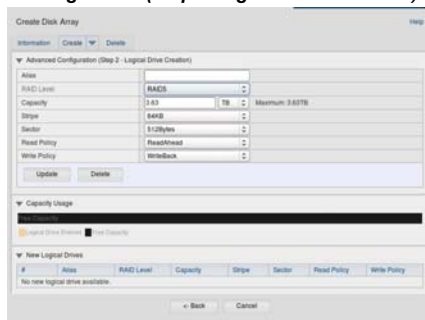 Create Disk Array Help
Information Create Delete
Advanced Configuration (Step 2 - Logical Drive Creation)
Alias
RAID Level RAID5
Capacity 3.63 TB Maximum: 3.63TB
Stripe 64KB
Sector 512Bytes
Read Policy ReadAhead
Write Policy WriteBack
Update Delete
Capacity Usage
Free Capacity
Logical Drive Existed Free Capacity
New Logical Drives
# Alias RAID Level Capacity Stripe Sector Read Policy Write Policy
No new logical drive available.
< Back Cancel